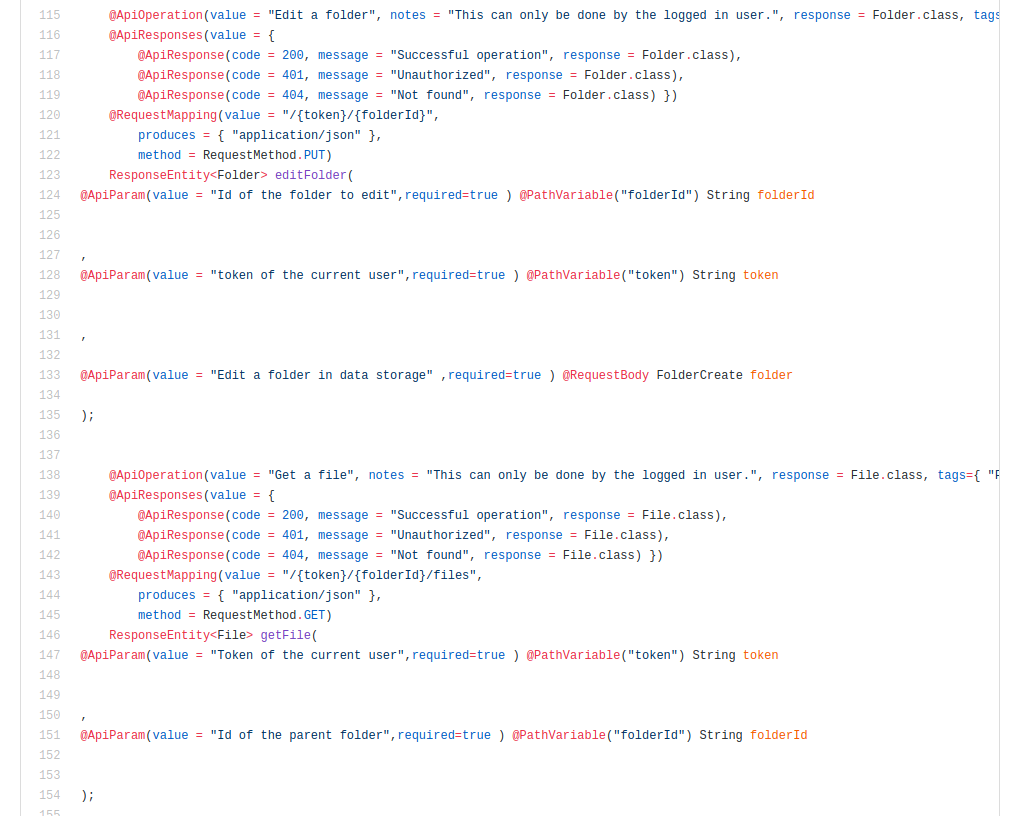 115 @ApiOperation(value = "Edit a folder", notes = "This can only be done by the logged in user.", response = Folder.class, tags
116 @ApiResponses(value = {
117 @ApiResponse(code = 200, message = "Successful operation", response = Folder.class),
118 @ApiResponse(code = 401, message = "Unauthorized", response = Folder.class),
119 @ApiResponse(code = 404, message = "Not found", response = Folder.class) })
120 @RequestMapping(value = "/{token}/{folderId}",
121 produces = { "application/json" },
122 method = RequestMethod.PUT)
123 ResponseEntity<Folder> editFolder(
124 @ApiParam(value = "Id of the folder to edit",required=true ) @PathVariable("folderId") String folderId
125
126
127 ,
128 @ApiParam(value = "token of the current user",required=true ) @PathVariable("token") String token
129
130
131 ,
132
133 @ApiParam(value = "Edit a folder in data storage" ,required=true ) @RequestBody FolderCreate folder
134
135 );
136
137
138 @ApiOperation(value = "Get a file", notes = "This can only be done by the logged in user.", response = File.class, tags={ "F
139 @ApiResponses(value = {
140 @ApiResponse(code = 200, message = "Successful operation", response = File.class),
141 @ApiResponse(code = 401, message = "Unauthorized", response = File.class),
142 @ApiResponse(code = 404, message = "Not found", response = File.class) })
143 @RequestMapping(value = "/{token}/{folderId}/files",
144 produces = { "application/json" },
145 method = RequestMethod.GET)
146 ResponseEntity<File> getFile(
147 @ApiParam(value = "Token of the current user",required=true ) @PathVariable("token") String token
148
149
150 ,
151 @ApiParam(value = "Id of the parent folder",required=true ) @PathVariable("folderId") String folderId
152
153
154 );
155